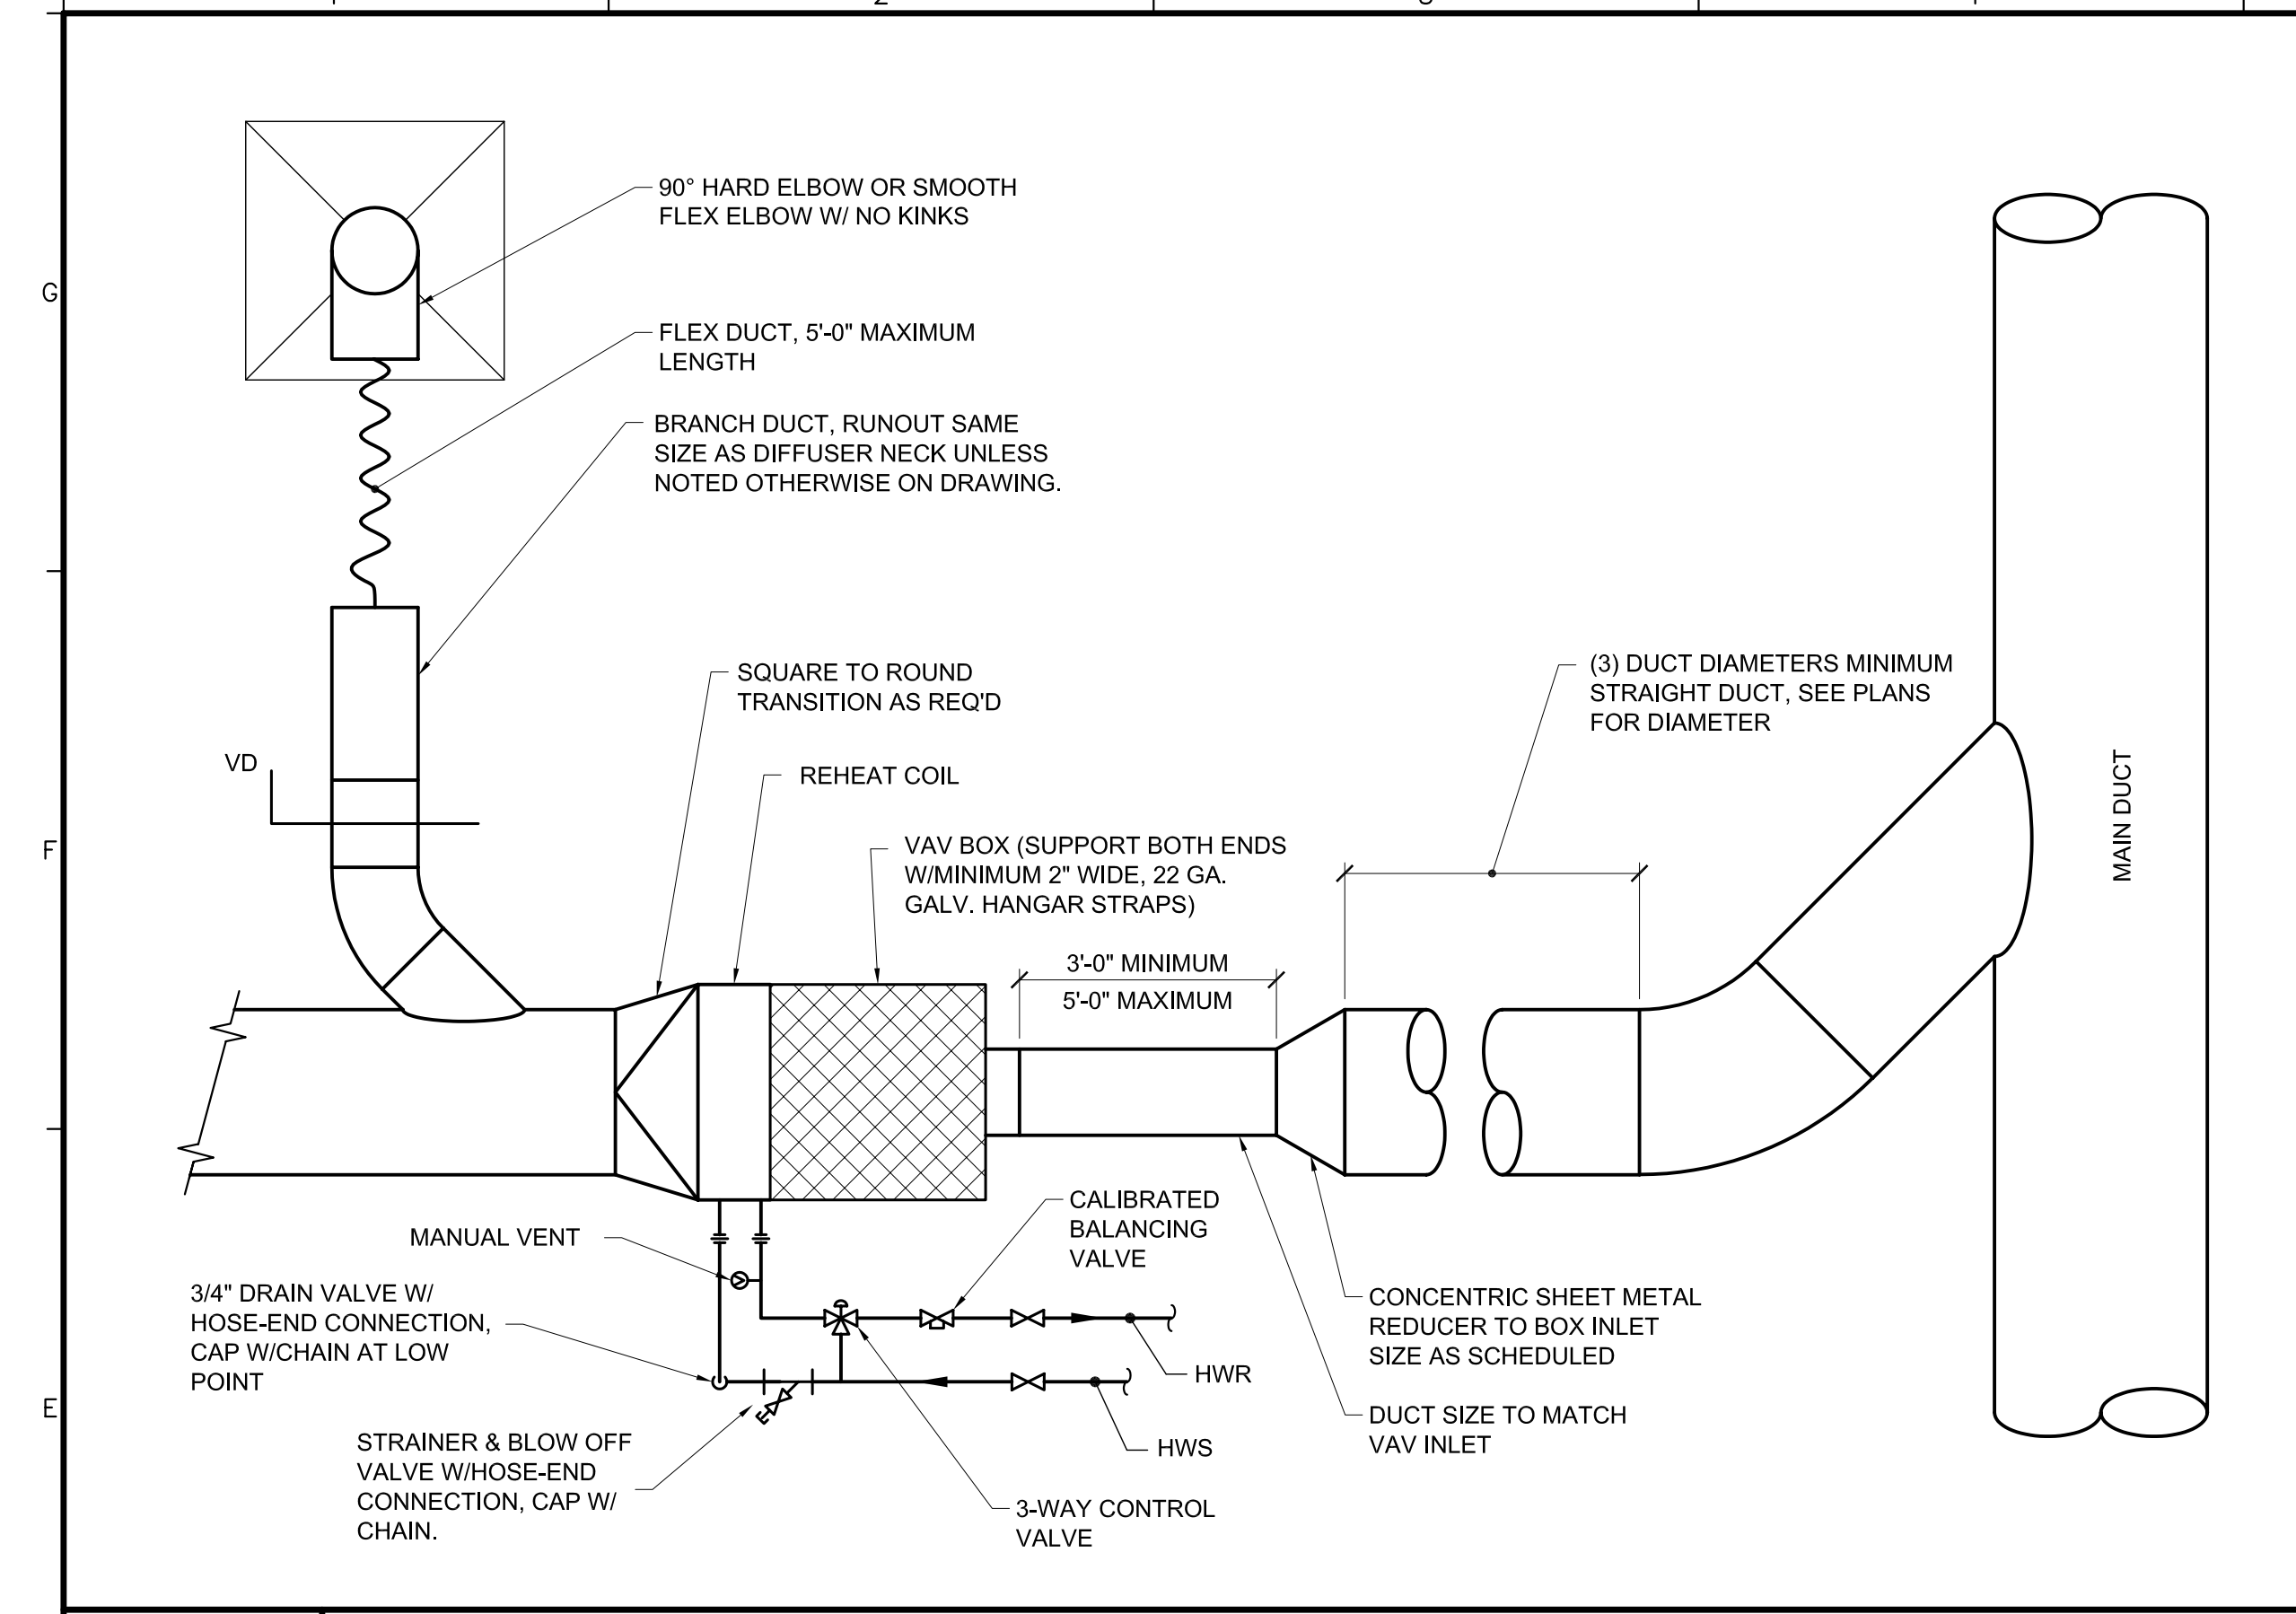 90° HARD ELBOW OR SMOOTH
FLEX ELBOW W/ NO KINKS
G
FLEX DUCT, 5'-0" MAXIMUM
LENGTH
BRANCH DUCT, RUNOUT SAME
SIZE AS DIFFUSER NECK UNLESS
NOTED OTHERWISE ON DRAWING.
SQUARE TO ROUND
TRANSITION AS REQ'D
(3) DUCT DIAMETERS MINIMUM
STRAIGHT DUCT, SEE PLANS
FOR DIAMETER
VD
REHEAT COIL
MAIN DUCT
F
VAV BOX (SUPPORT BOTH ENDS
W/MINIMUM 2" WIDE, 22 GA.
GALV. HANGAR STRAPS)
3'-0" MINIMUM
5'-0" MAXIMUM
CALIBRATED
BALANCING
VALVE
MANUAL VENT
3/4" DRAIN VALVE W/
HOSE-END CONNECTION,
CAP W/CHAIN AT LOW
POINT
CONCENTRIC SHEET METAL
REDUCER TO BOX INLET
SIZE AS SCHEDULED
HWR
E
DUCT SIZE TO MATCH
VAV INLET
HWS
STRAINER & BLOW OFF
VALVE W/HOSE-END
CONNECTION, CAP W/
CHAIN.
3-WAY CONTROL
VALVE